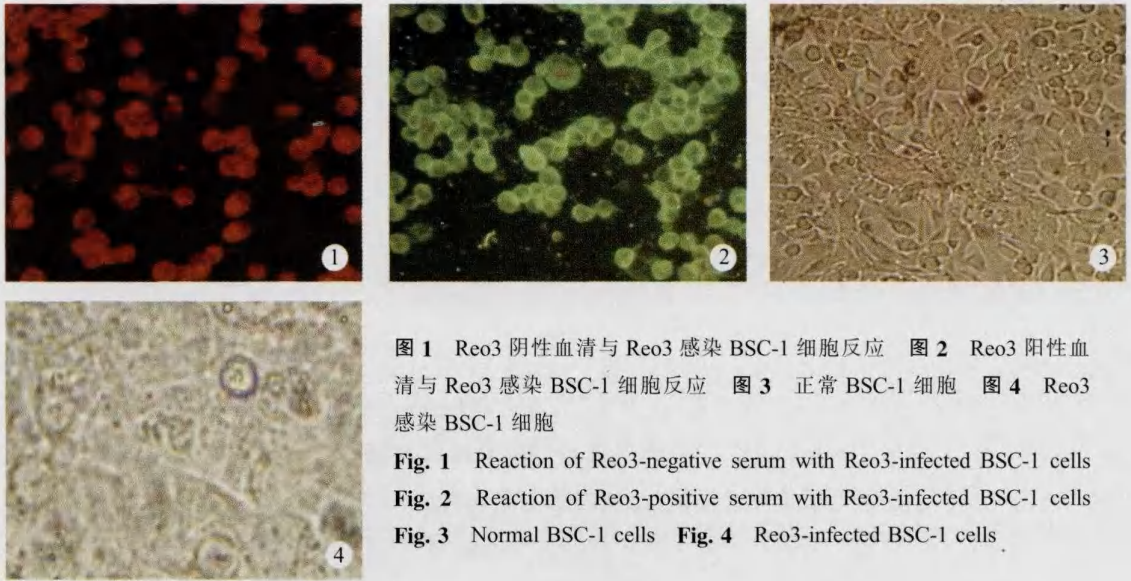 1
2
3
4
图 1 Reo3 阴性血清与 Reo3 感染 BSC-1 细胞反应 图 2 Reo3 阳性血
清与 Reo3 感染 BSC-1 细胞反应 图 3 正常 BSC-1 细胞 图 4 Reo3
感染 BSC-1 细胞
Fig. 1 Reaction of Reo3-negative serum with Reo3-infected BSC-1 cells
Fig. 2 Reaction of Reo3-positive serum with Reo3-infected BSC-1 cells
Fig. 3 Normal BSC-1 cells Fig. 4 Reo3-infected BSC-1 cells